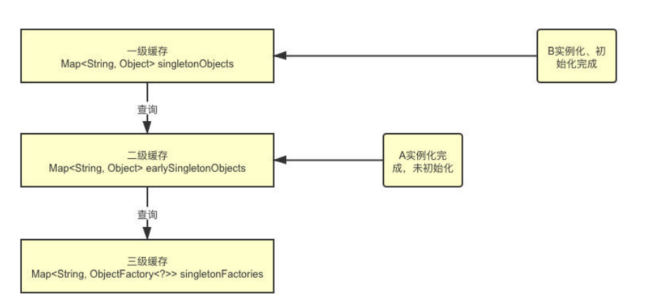 一级缓存
Map<String, Object> singletonObjects
B实例化、初
始化完成
查询
二级缓存
Map<String, Object> earlySingletonObjects
A实例化完
成，未初始化
查询
三级缓存
Map<String, ObjectFactory<?>> singletonFactories